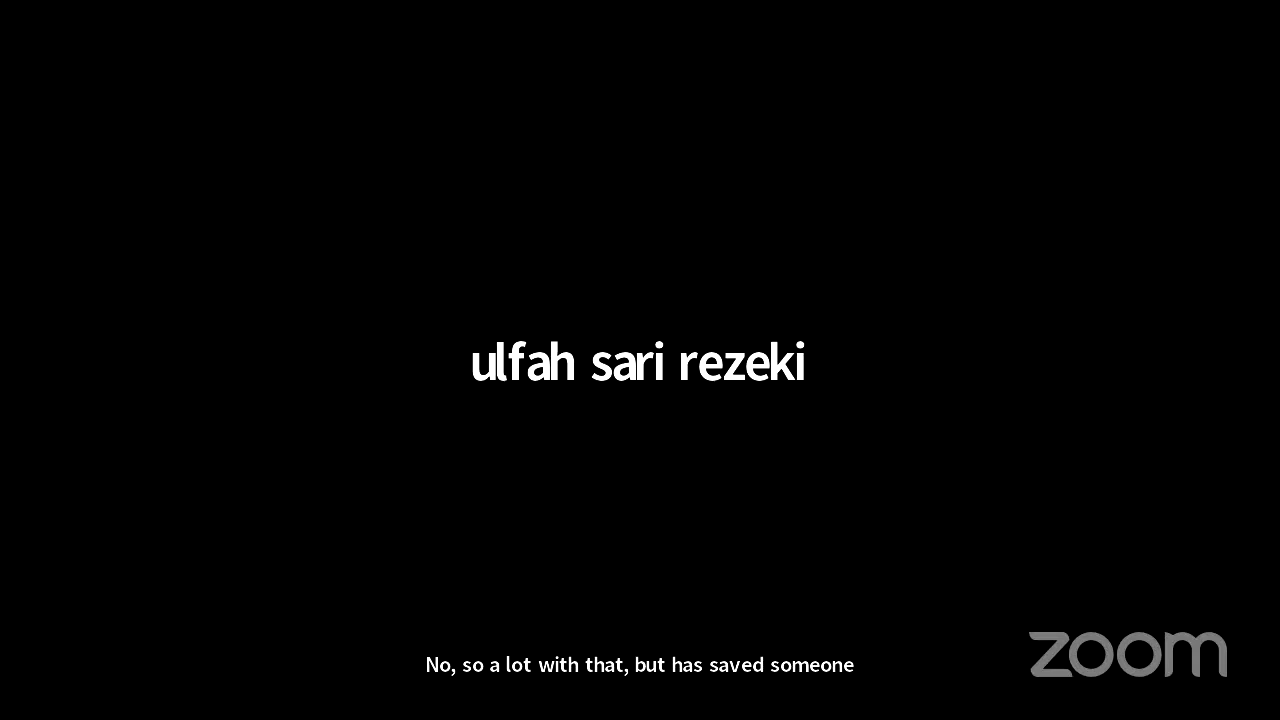 ulfah sari rezeki
No, so a lot with that, but has saved someone
zoom